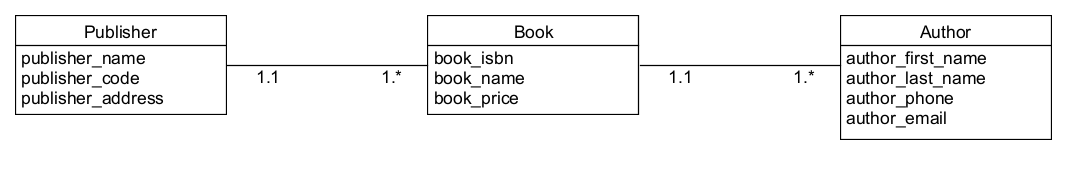 Publisher
publisher_name
publisher_code
publisher_address
1.1
1.*
Book
book_isbn
book_name
book_price
1.1
1.*
Author
author_first_name
author_last_name
author_phone
author_email